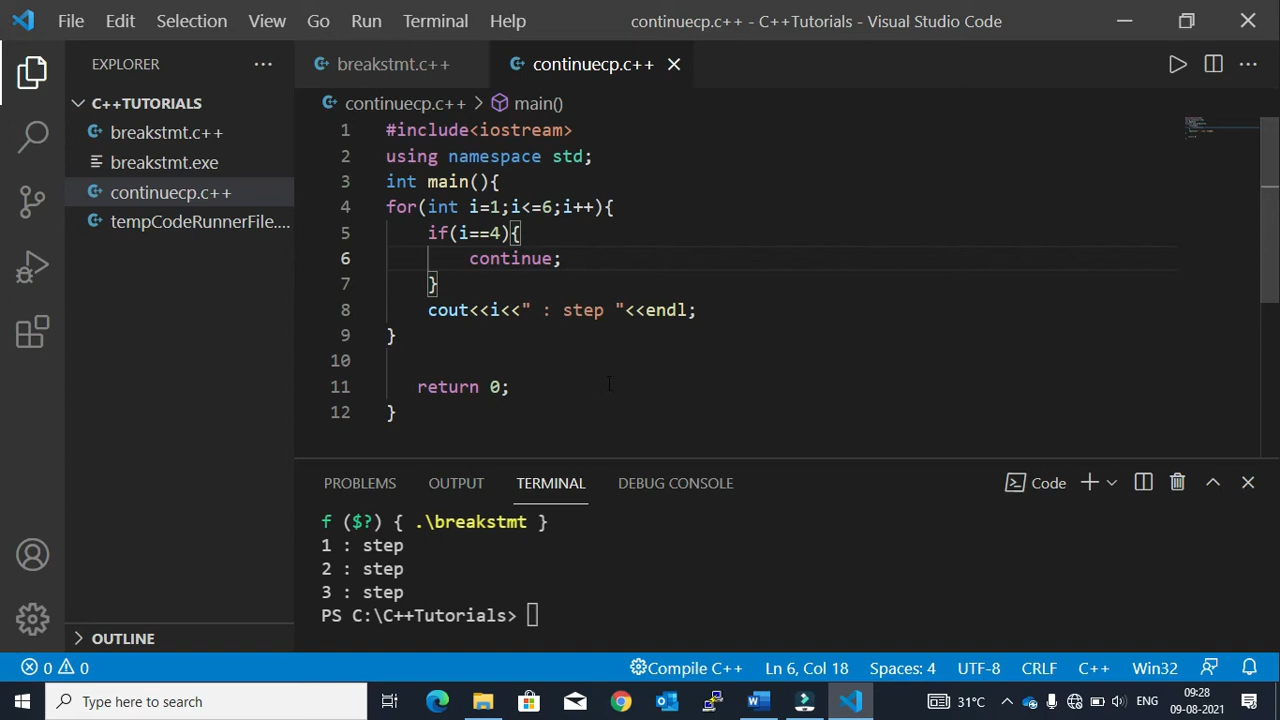 File Edit Selection View Go Run Terminal Help continuecp.c++ - C++Tutorials - Visual Studio Code
EXPLORER
C++TUTORIALS
breakstmt.c++
breakstmt.exe
continuecp.c++
tempCodeRunnerFile....
OUTLINE
breakstmt.c++ continuecp.c++
continuecp.c++ > main()
1 #include<iostream>
2 using namespace std;
3 int main(){
4 for(int i=1;i<=6;i++){
5 if(i==4){
6 continue;
7 }
8 cout<<i<<" : step "<<endl;
9 }
10
11 return 0;
12 }
PROBLEMS OUTPUT TERMINAL DEBUG CONSOLE Code
f ($?) { .\breakstmt }
1 : step
2 : step
3 : step
PS C:\C++Tutorials>
0 0 Compile C++ Ln 6, Col 18 Spaces: 4 UTF-8 CRLF C++ Win32
Type here to search 31°C ENG 09:28
09-08-2021